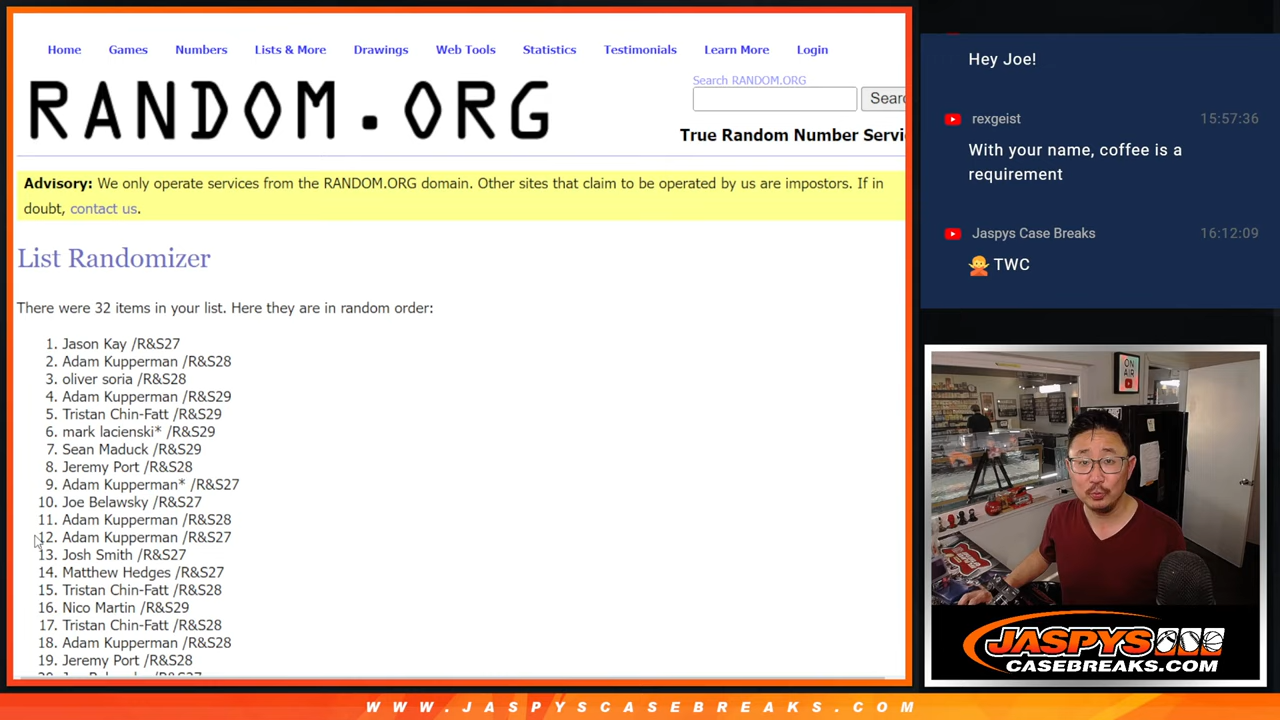 Home Games Numbers Lists & More Drawings Web Tools Statistics Testimonials Learn More Login
RANDOM.ORG
Search RANDOM.ORG
Searc
True Random Number Servi
Advisory: We only operate services from the RANDOM.ORG domain. Other sites that claim to be operated by us are impostors. If in
doubt, contact us.
List Randomizer
There were 32 items in your list. Here they are in random order:
1. Jason Kay /R&S27
2. Adam Kupperman /R&S28
3. oliver soria /R&S28
4. Adam Kupperman /R&S29
5. Tristan Chin-Fatt /R&S29
6. mark lacienski* /R&S29
7. Sean Maduck /R&S29
8. Jeremy Port /R&S28
9. Adam Kupperman* /R&S27
10. Joe Belawsky /R&S27
11. Adam Kupperman /R&S28
12. Adam Kupperman /R&S27
13. Josh Smith /R&S27
14. Matthew Hedges /R&S27
15. Tristan Chin-Fatt /R&S28
16. Nico Martin /R&S29
17. Tristan Chin-Fatt /R&S28
18. Adam Kupperman /R&S28
19. Jeremy Port /R&S28
Hey Joe!
rexgeist 15:57:36
With your name, coffee is a
requirement
Jaspys Case Breaks 16:12:09
🙅 TWC
ON
AIR
JASPYS
CASEBREAKS.COM
WWW.JASPYSCASEBREAKS.COM